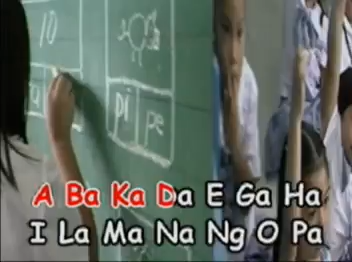 10
pi pe
A Ba Ka Da E Ga Ha
I La Ma Na Ng O Pa